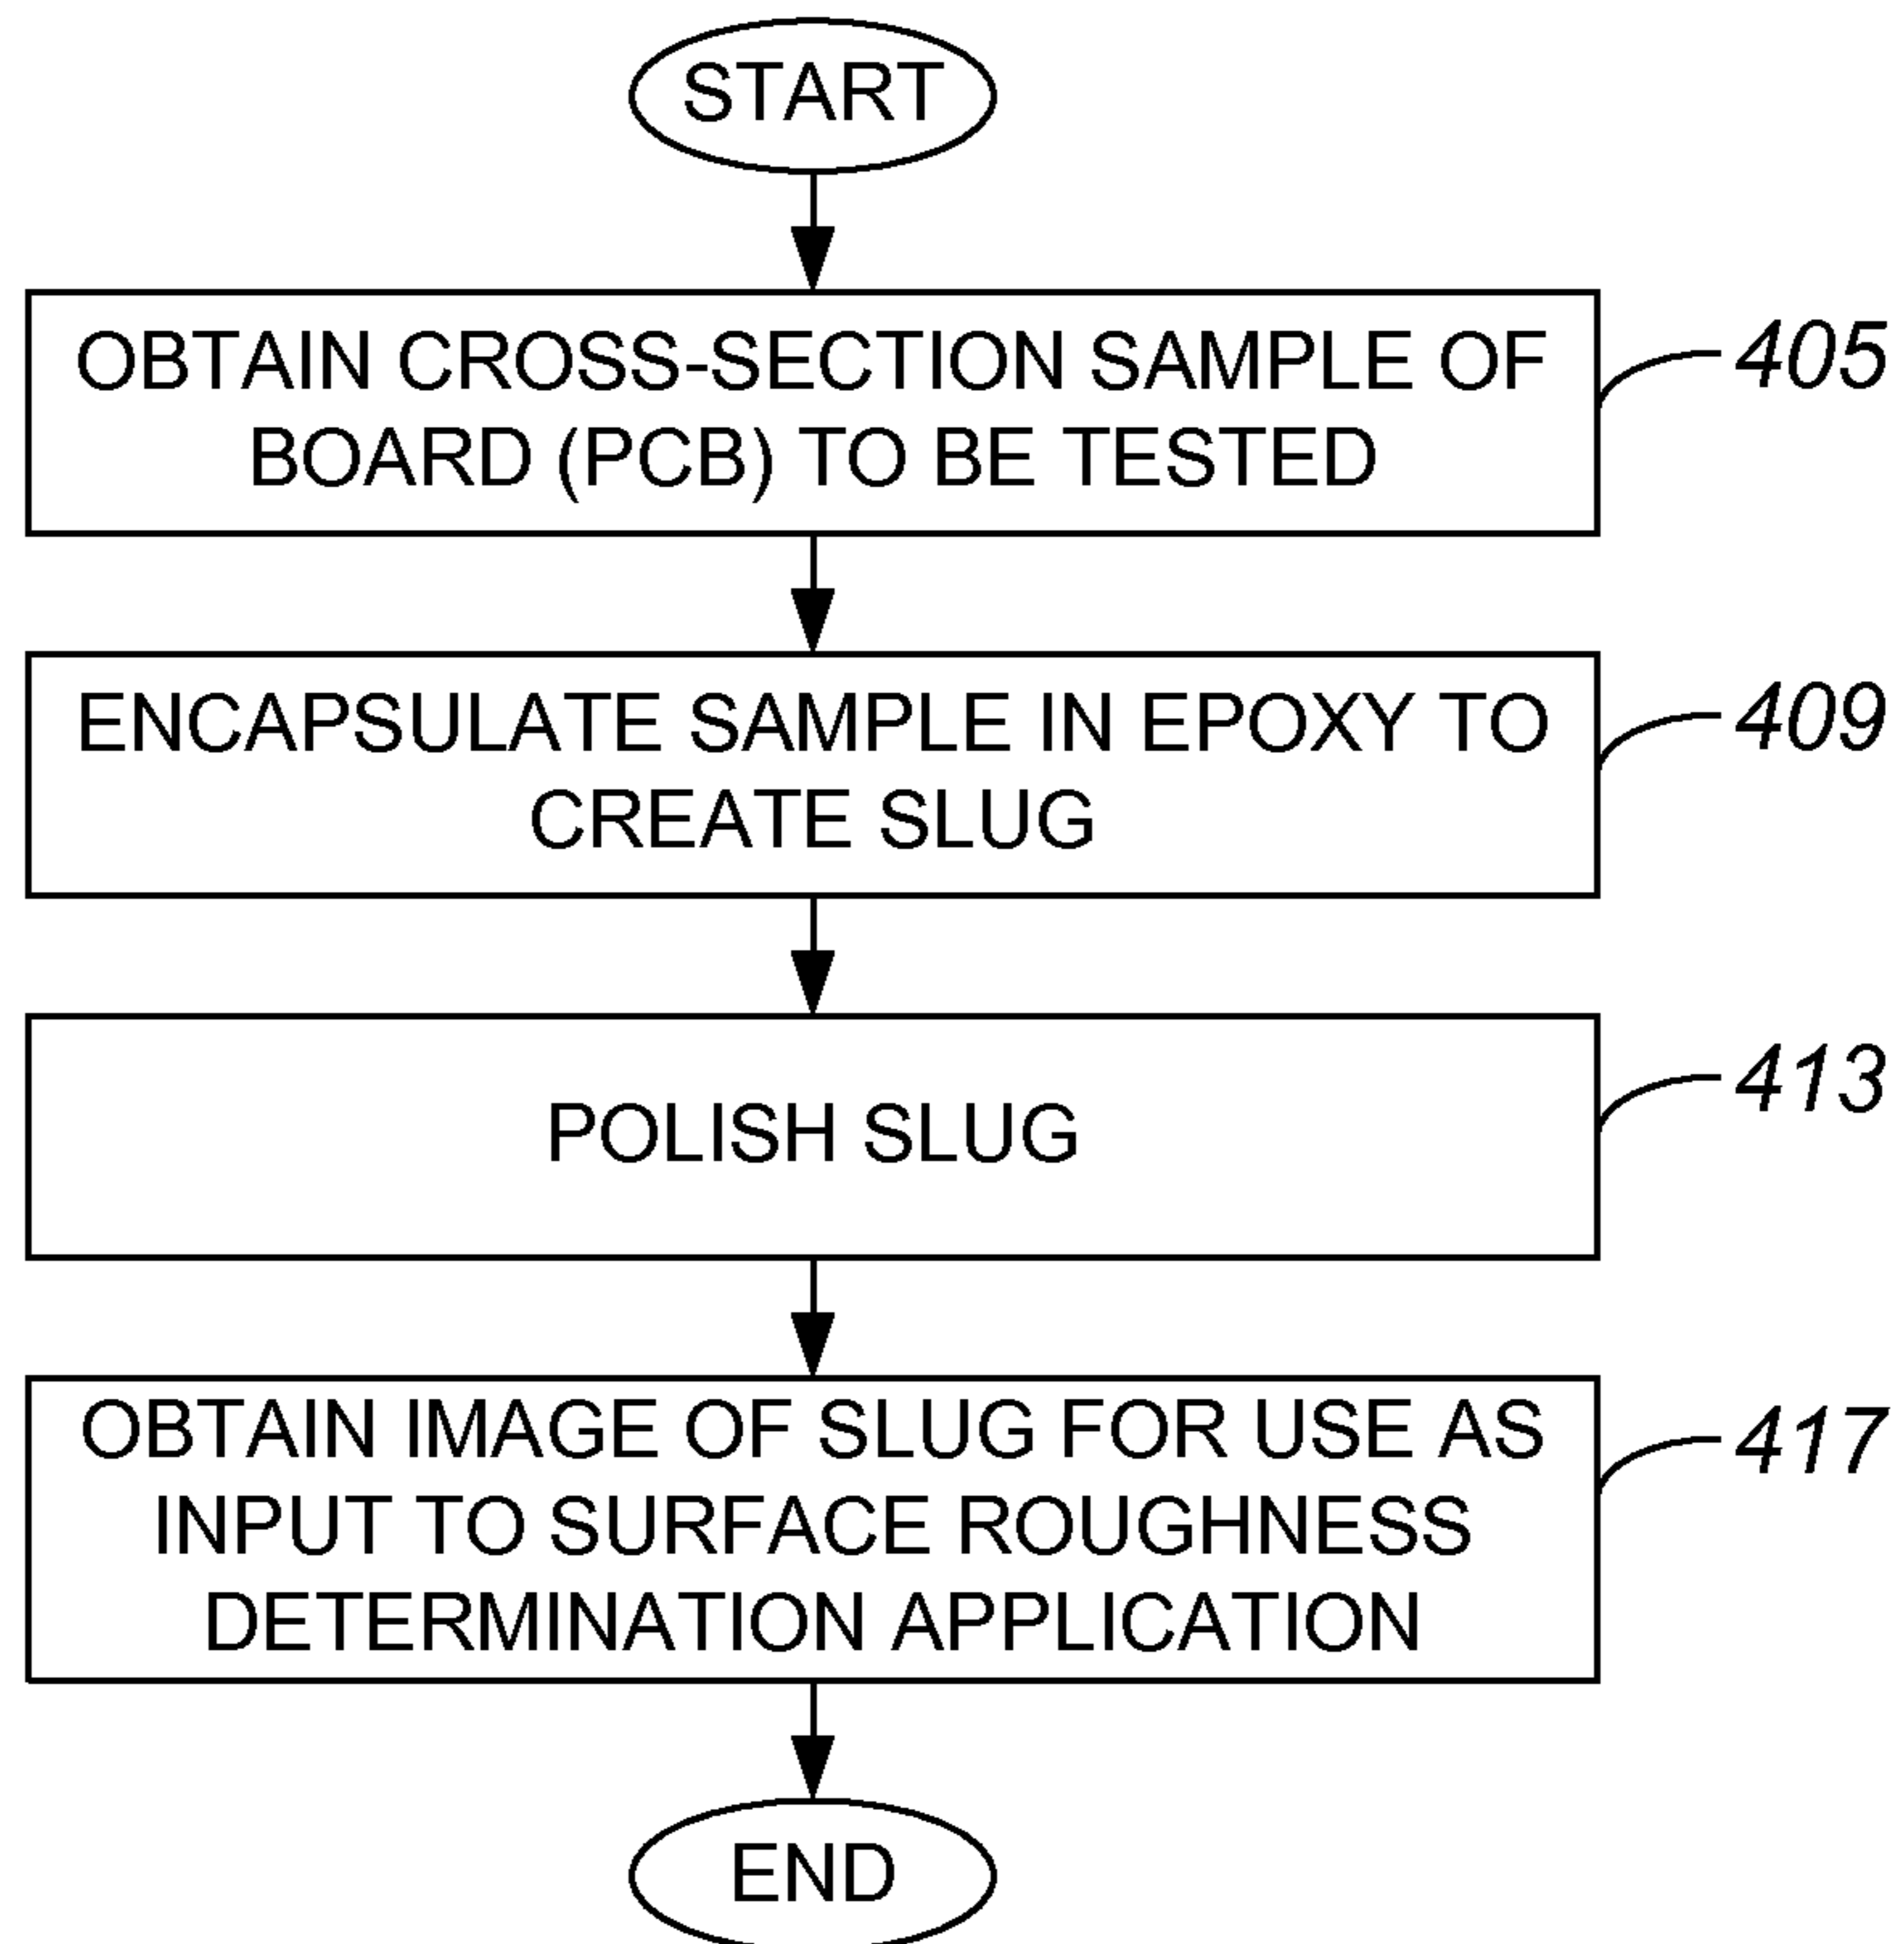 START
OBTAIN CROSS-SECTION SAMPLE OF
BOARD (PCB) TO BE TESTED
405
ENCAPSULATE SAMPLE IN EPOXY TO
CREATE SLUG
409
POLISH SLUG
413
OBTAIN IMAGE OF SLUG FOR USE AS
INPUT TO SURFACE ROUGHNESS
DETERMINATION APPLICATION
417
END